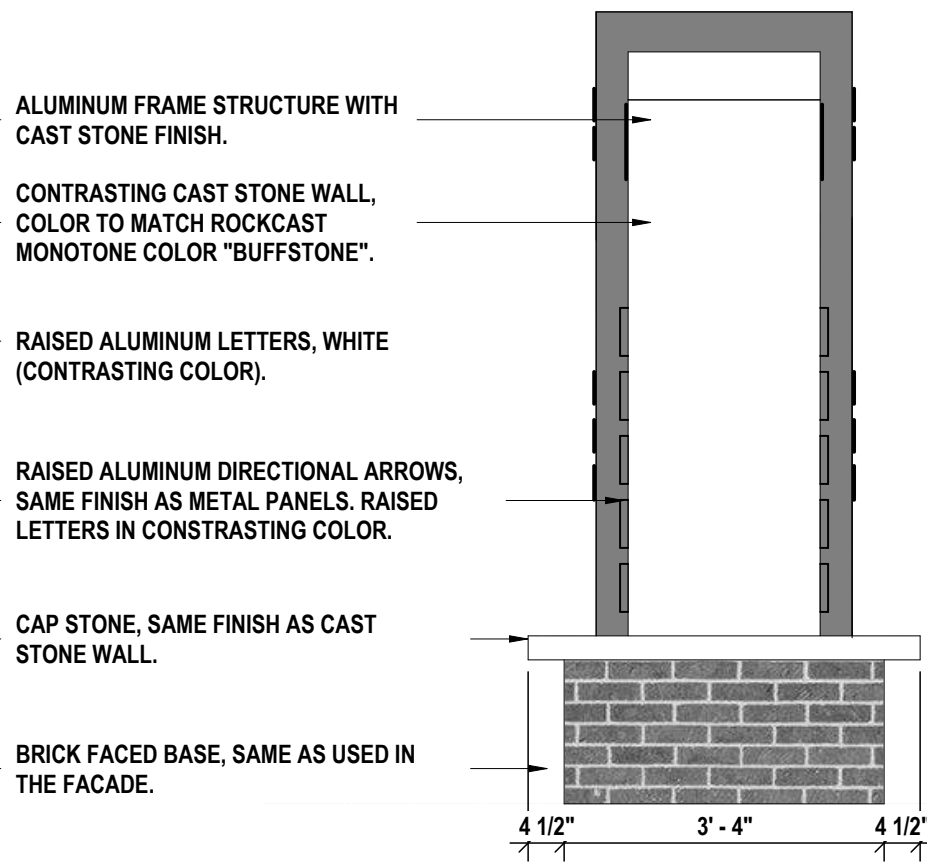 ALUMINUM FRAME STRUCTURE WITH
CAST STONE FINISH.
CONTRASTING CAST STONE WALL,
COLOR TO MATCH ROCKCAST
MONOTONE COLOR "BUFFSTONE".
RAISED ALUMINUM LETTERS, WHITE
(CONTRASTING COLOR).
RAISED ALUMINUM DIRECTIONAL ARROWS,
SAME FINISH AS METAL PANELS. RAISED
LETTERS IN CONSTRASTING COLOR.
CAP STONE, SAME FINISH AS CAST
STONE WALL.
BRICK FACED BASE, SAME AS USED IN
THE FACADE.
4 1/2" 3' - 4" 4 1/2"